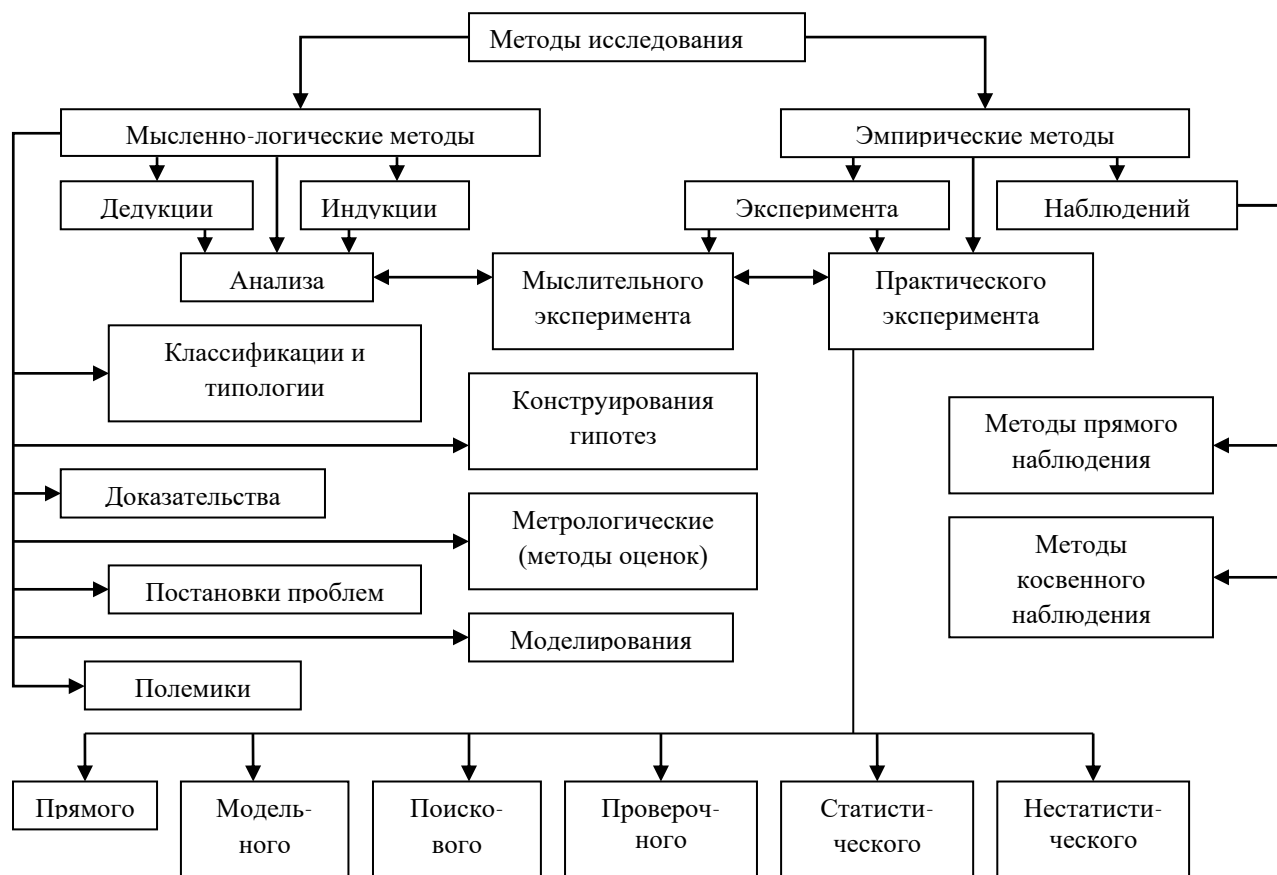 Методы исследования
Мысленно-логические методы
Эмпирические методы
Дедукции
Индукции
Эксперимента
Наблюдений
Анализа
Мыслительного
эксперимента
Практического
эксперимента
Классификации и
типологии
Конструирования
гипотез
Методы прямого
наблюдения
Доказательства
Метрологические
(методы оценок)
Методы
косвенного
наблюдения
Постановки проблем
Моделирования
Полемики
Прямого
Модель-
ного
Поиско-
вого
Провероч-
ного
Статисти-
ческого
Нестатисти-
ческого